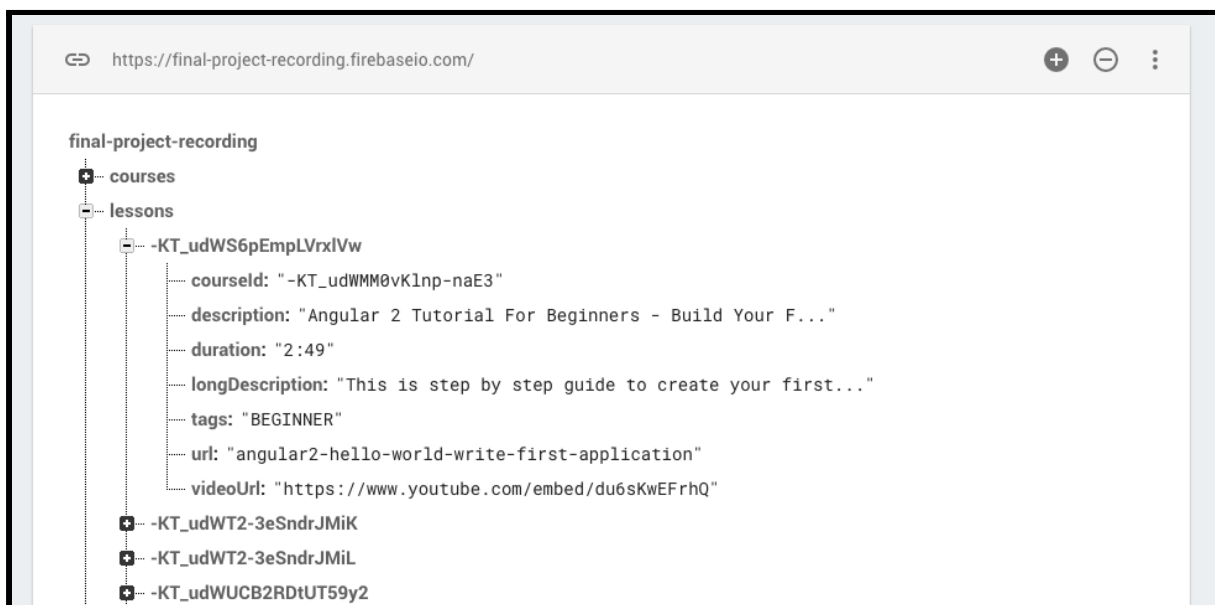 https://final-project-recording.firebaseio.com/
final-project-recording
courses
lessons
-KT_udWS6pEmpLVrxlVw
courseId: "-KT_udWMM0vKlnp-naE3"
description: "Angular 2 Tutorial For Beginners - Build Your F..."
duration: "2:49"
longDescription: "This is step by step guide to create your first..."
tags: "BEGINNER"
url: "angular2-hello-world-write-first-application"
videoUrl: "https://www.youtube.com/embed/du6sKwEFrhQ"
-KT_udWT2-3eSndrJMiK
-KT_udWT2-3eSndrJMiL
-KT_udWUCB2RDtUT59y2